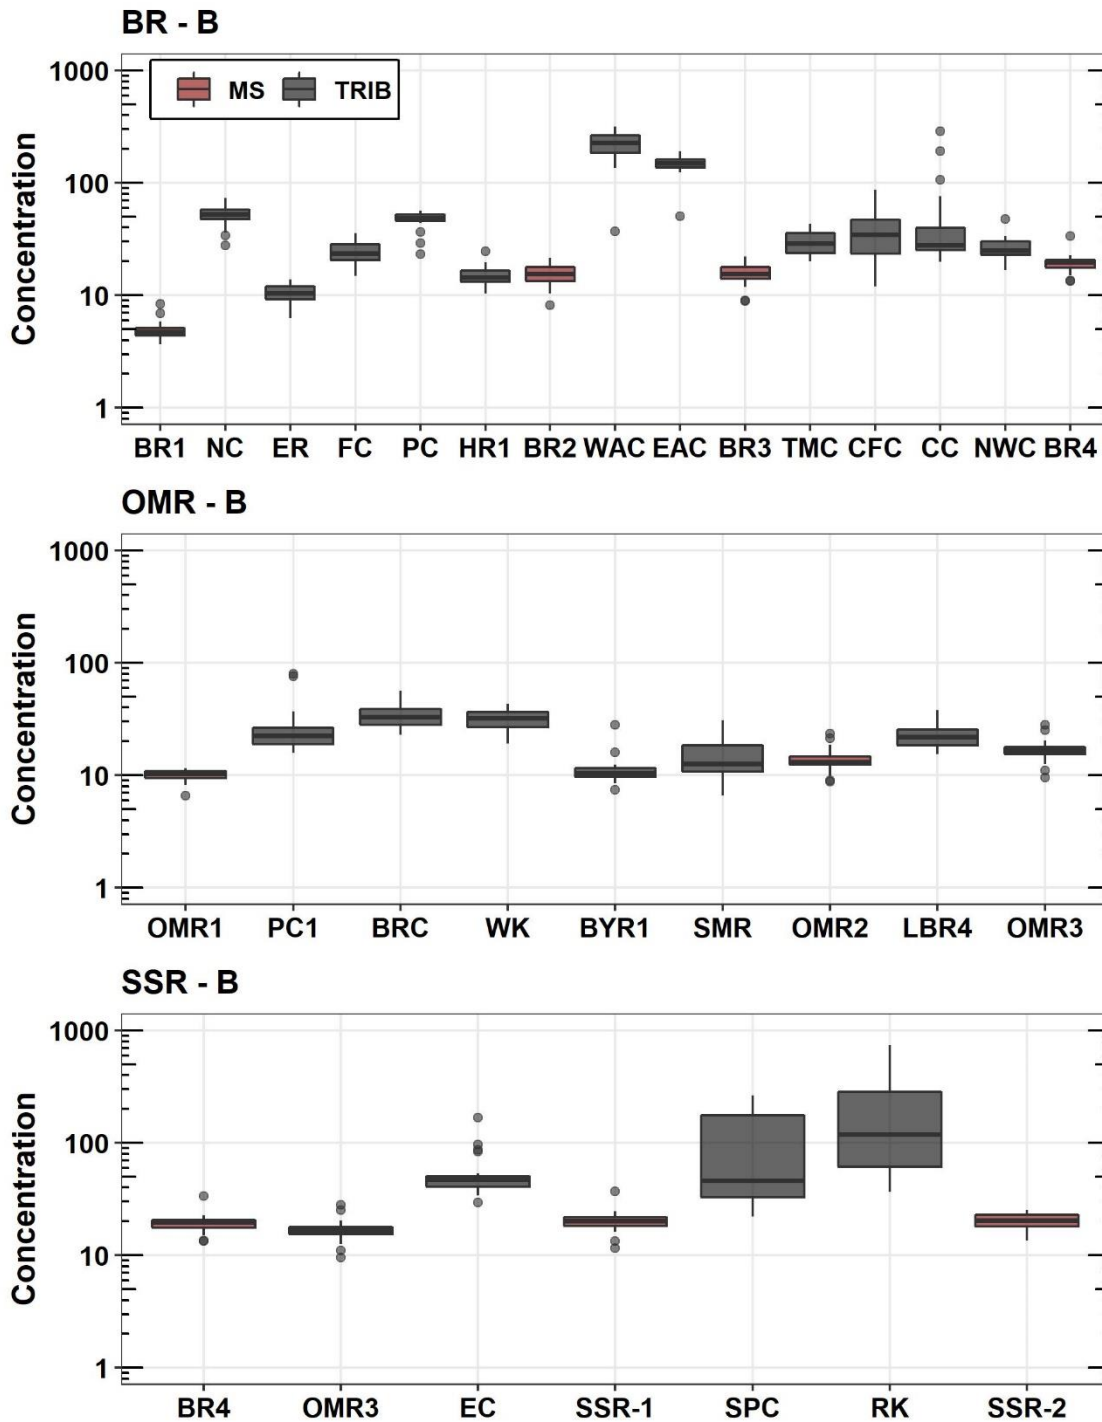 BR - B
MS TRIB
Concentration
1000
100
10
1
BR1 NC ER FC PC HR1 BR2 WAC EAC BR3 TMC CFC CC NWC BR4
OMR - B
Concentration
1000
100
10
1
OMR1 PC1 BRC WK BYR1 SMR OMR2 LBR4 OMR3
SSR - B
Concentration
1000
100
10
1
BR4 OMR3 EC SSR-1 SPC RK SSR-2